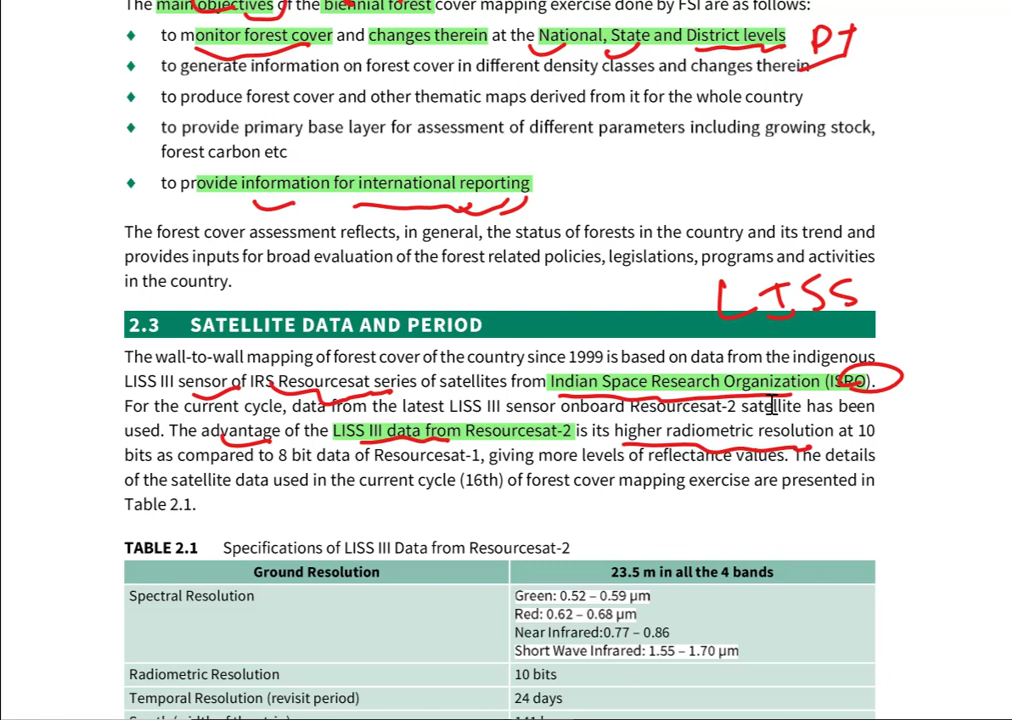 The main objectives of the biennial forest cover mapping exercise done by FSI are as follows:
♦ to monitor forest cover and changes therein at the National, State and District levels
♦ to generate information on forest cover in different density classes and changes therein
♦ to produce forest cover and other thematic maps derived from it for the whole country
♦ to provide primary base layer for assessment of different parameters including growing stock,
forest carbon etc
♦ to provide information for international reporting
The forest cover assessment reflects, in general, the status of forests in the country and its trend and
provides inputs for broad evaluation of the forest related policies, legislations, programs and activities
in the country.
LISS
2.3 SATELLITE DATA AND PERIOD
The wall-to-wall mapping of forest cover of the country since 1999 is based on data from the indigenous
LISS III sensor of IRS Resourcesat series of satellites from Indian Space Research Organization (ISRO).
For the current cycle, data from the latest LISS III sensor onboard Resourcesat-2 satellite has been
used. The advantage of the LISS III data from Resourcesat-2 is its higher radiometric resolution at 10
bits as compared to 8 bit data of Resourcesat-1, giving more levels of reflectance values. The details
of the satellite data used in the current cycle (16th) of forest cover mapping exercise are presented in
Table 2.1.
TABLE 2.1 Specifications of LISS III Data from Resourcesat-2
Ground Resolution 23.5 m in all the 4 bands
Spectral Resolution Green: 0.52 – 0.59 µm
Red: 0.62 – 0.68 µm
Near Infrared:0.77 – 0.86
Short Wave Infrared: 1.55 – 1.70 µm
Radiometric Resolution 10 bits
Temporal Resolution (revisit period) 24 days